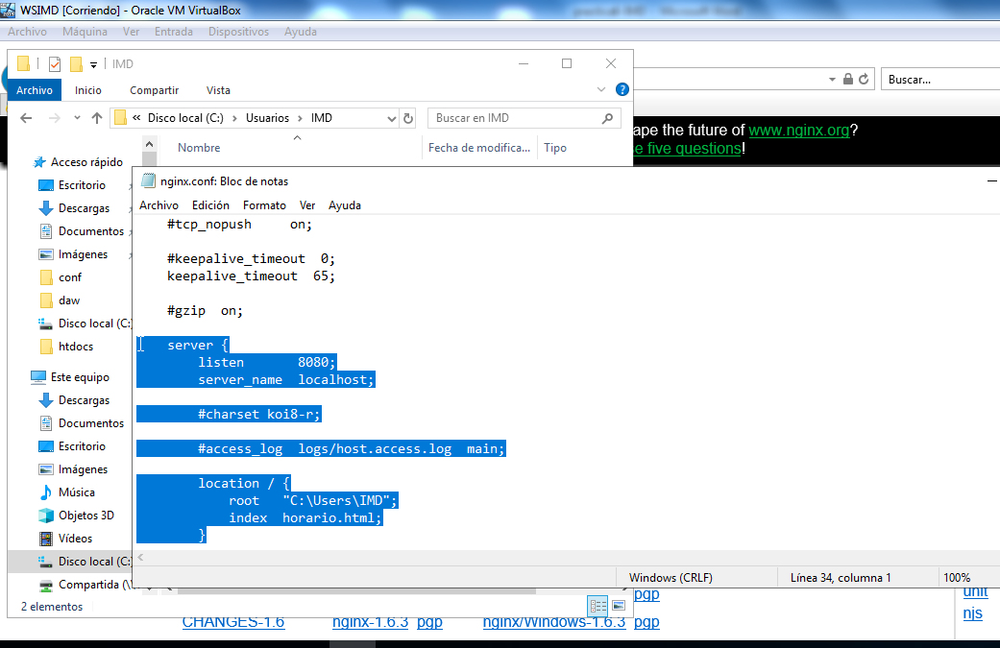 WSIMD [Corriendo] - Oracle VM VirtualBox
Archivo Máquina Ver Entrada Dispositivos Ayuda
IMD
Archivo Inicio Compartir Vista
« Disco local (C:) › Usuarios › IMD
Buscar en IMD
Buscar...
ape the future of www.nginx.org?
e five questions!
Nombre Fecha de modifica... Tipo
Acceso rápido
Escritorio
Descargas
Documentos
Imágenes
conf
daw
Disco local (C:
htdocs
Este equipo
Descargas
Documentos
Escritorio
Imágenes
Música
Objetos 3D
Vídeos
Disco local (C:
Compartida (\
2 elementos
nginx.conf: Bloc de notas
Archivo Edición Formato Ver Ayuda
#tcp_nopush     on;
#keepalive_timeout  0;
keepalive_timeout  65;
#gzip  on;
server {
listen       8080;
server_name  localhost;
#charset koi8-r;
#access_log  logs/host.access.log  main;
location / {
root   "C:\Users\IMD";
index  horario.html;
}
Windows (CRLF) Línea 34, columna 1 100%
pgp
unit
CHANGES-1.6 nginx-1.6.3 pgp nginx/Windows-1.6.3 pgp
njs